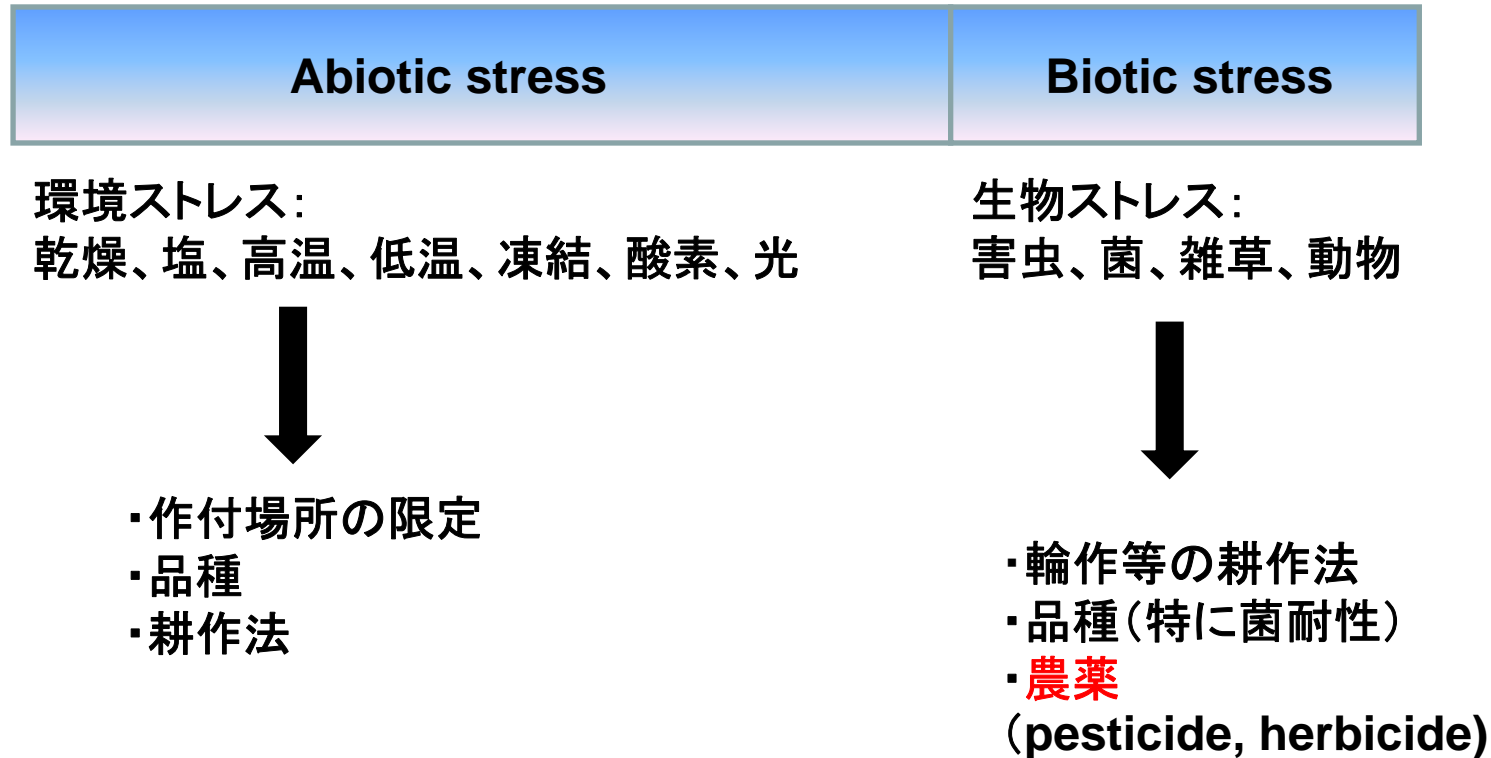 Abiotic stress
Biotic stress
環境ストレス：
乾燥、塩、高温、低温、凍結、酸素、光
・作付場所の限定
・品種
・耕作法
生物ストレス：
害虫、菌、雑草、動物
・輪作等の耕作法
・品種（特に菌耐性）
・農薬
（pesticide, herbicide)